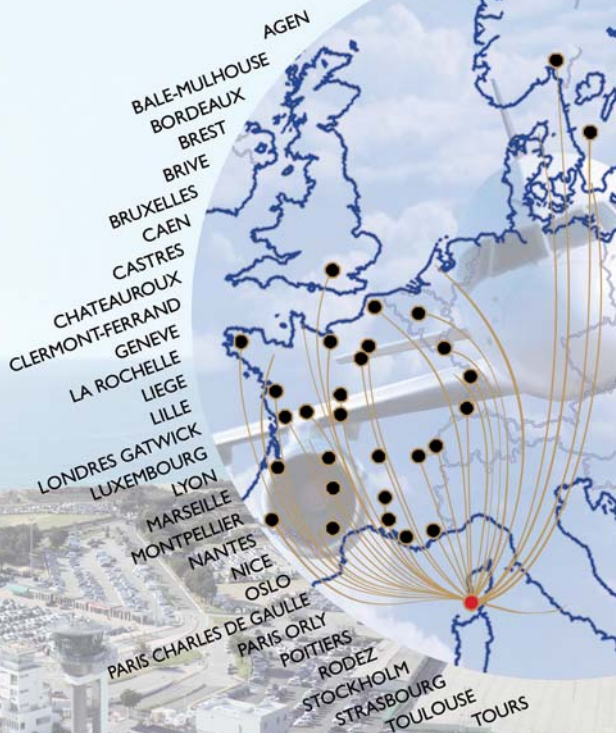 AGEN
BALE-MULHOUSE
BORDEAUX
BREST
BRIVE
BRUXELLES
CAEN
CASTRES
CHATEAUROUX
CLERMONT-FERRAND
GENEVE
LA ROCHELLE
LIEGE
LILLE
LONDRES GATWICK
LUXEMBOURG
LYON
MARSEILLE
MONTPELLIER
NANTES
NICE
OSLO
PARIS CHARLES DE GAULLE
PARIS ORLY
POITIERS
RODEZ
STOCKHOLM
STRASBOURG
TOULOUSE
TOURS